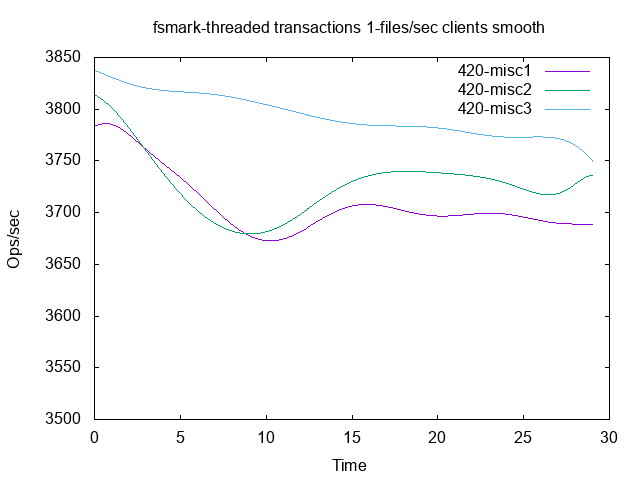 fsmark-threaded transactions 1-files/sec clients smooth
3850
3800
3750
3700
3650
3600
3550
3500
Ops/sec
420-misc1
420-misc2
420-misc3
0 5 10 15 20 25 30
Time